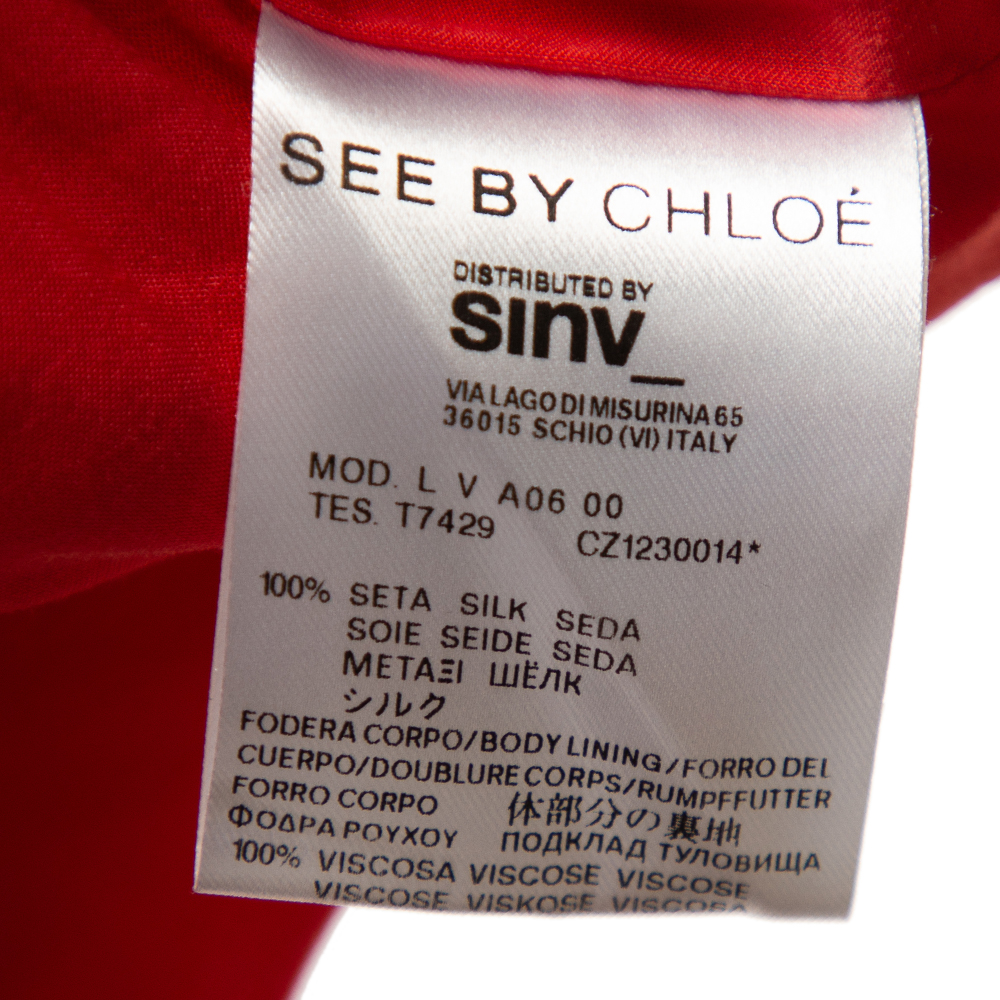 SEE BY CHLOÉ
DISTRIBUTED BY
sinv_
VIA LAGO DI MISURINA 65
36015 SCHIO (VI) ITALY
MOD. L V A06 00
TES. T7429 CZ1230014*
100% SETA SILK SEDA
SOIE SEIDE SEDA
ΜΕΤΑΞΙ ШЁЛК
シルク
FODERA CORPO/BODY LINING/FORRO DEL
CUERPO/DOUBLURE CORPS/RUMPFFUTTER
FORRO CORPO 体部分の裏地
ΦΟΔΡΑ ΡΟΥΧΟΥ ПОДКЛАД ТУЛОВИЩА
100% VISCOSA VISCOSE VISCOSE
VISCOSE VISKOSE VISCOSA